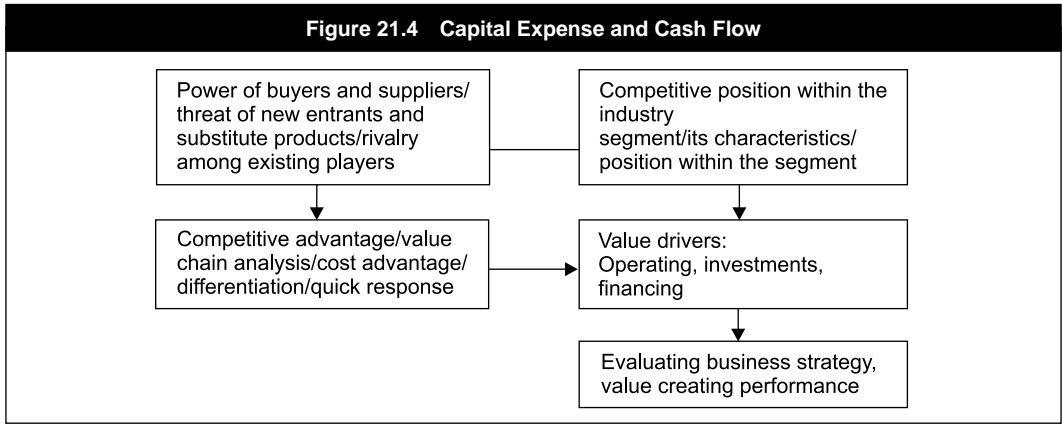 Figure 21.4 Capital Expense and Cash Flow
Power of buyers and suppliers/
threat of new entrants and
substitute products/rivalry
among existing players
Competitive position within the
industry
segment/its characteristics/
position within the segment
Competitive advantage/value
chain analysis/cost advantage/
differentiation/quick response
Value drivers:
Operating, investments,
financing
Evaluating business strategy,
value creating performance